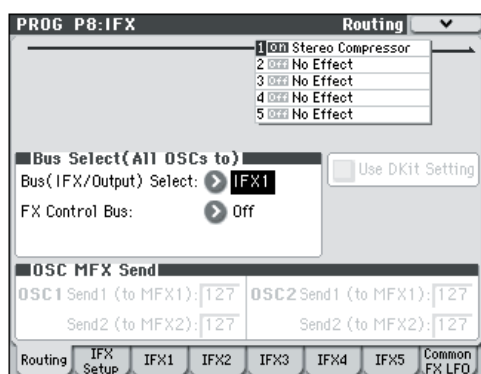 PROG P8:IFX Routing
1 On Stereo Compressor
2 Off No Effect
3 Off No Effect
4 Off No Effect
5 Off No Effect
Bus Select(All OSCs to)
Bus(IFX/Output) Select: IFX1
Use DKit Setting
FX Control Bus: Off
OSC MFX Send
OSC1 Send1 (to MFX1): 127 OSC2 Send1 (to MFX1): 127
Send2 (to MFX2): 127 Send2 (to MFX2): 127
Routing IFX Setup IFX1 IFX2 IFX3 IFX4 IFX5 Common FX LFO